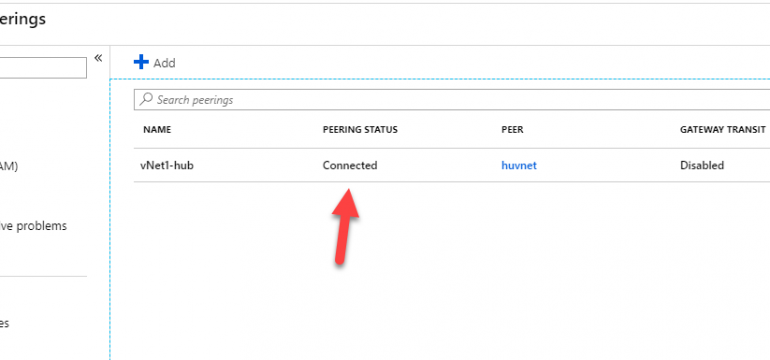 erings
«
Add
Search peerings
NAME PEERING STATUS PEER GATEWAY TRANSIT
vNet1-hub Connected huvnet Disabled
AM)
ve problems
es